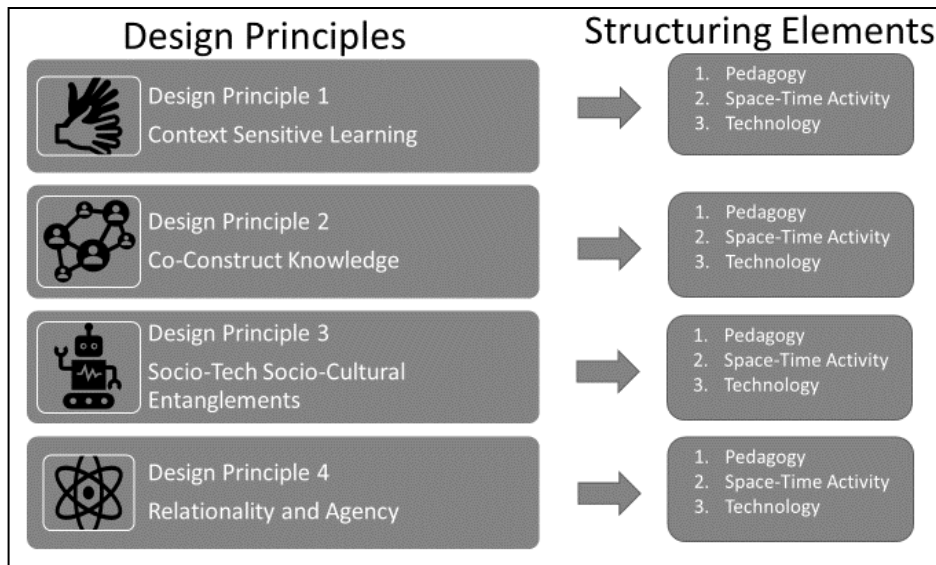 Design Principles
Structuring Elements
Design Principle 1
Context Sensitive Learning
1. Pedagogy
2. Space-Time Activity
3. Technology
Design Principle 2
Co-Construct Knowledge
1. Pedagogy
2. Space-Time Activity
3. Technology
Design Principle 3
Socio-Tech Socio-Cultural
Entanglements
1. Pedagogy
2. Space-Time Activity
3. Technology
Design Principle 4
Relationality and Agency
1. Pedagogy
2. Space-Time Activity
3. Technology